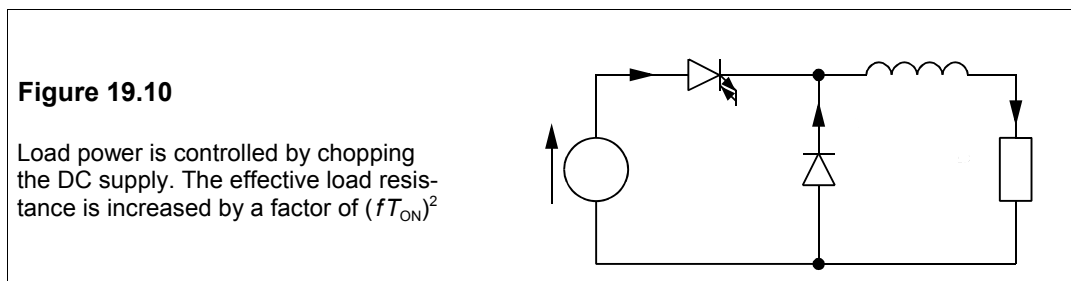 Figure 19.10
Load power is controlled by chopping
the DC supply. The effective load resis-
tance is increased by a factor of (fT_ON)²